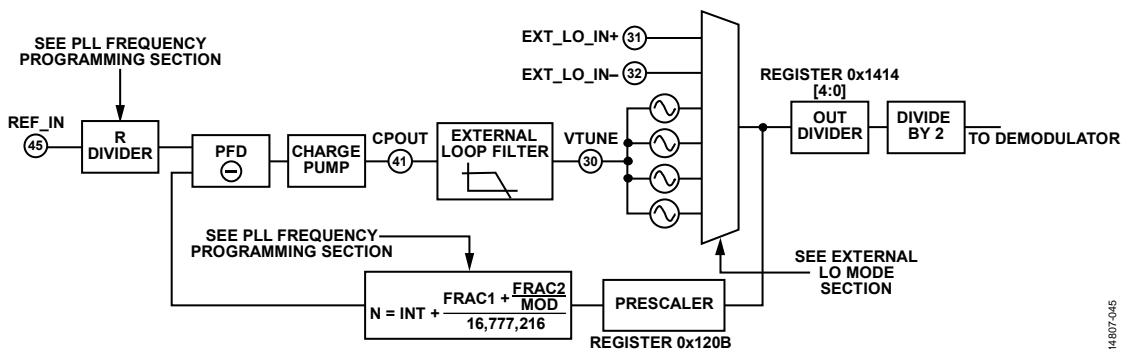 SEE PLL FREQUENCY
PROGRAMMING SECTION
REF_IN
45
R
DIVIDER
PFD
–
CHARGE
PUMP
CPOUT
41
EXTERNAL
LOOP FILTER
VTUNE
30
EXT_LO_IN+ 31
EXT_LO_IN– 32
REGISTER 0x1414
[4:0]
OUT
DIVIDER
DIVIDE
BY 2
TO DEMODULATOR
SEE PLL FREQUENCY
PROGRAMMING SECTION
N = INT + FRAC1 + FRAC2
MOD
16,777,216
PRESCALER
REGISTER 0x120B
SEE EXTERNAL
LO MODE
SECTION
14807-045